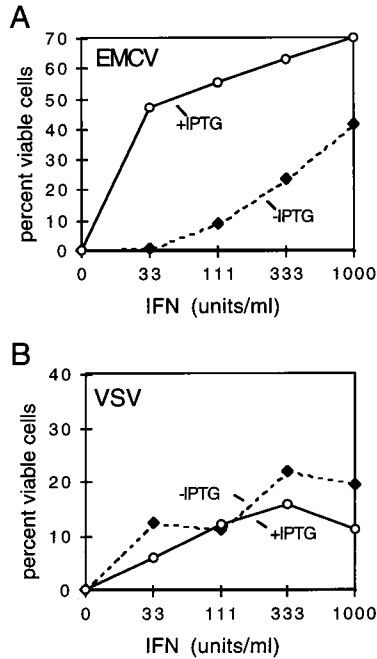 A
EMCV
percent viable cells
70
60
50
40
30
20
10
0
+IPTG
-IPTG
0 33 111 333 1000
IFN (units/ml)
B
VSV
percent viable cells
40
30
20
10
0
-IPTG
+IPTG
0 33 111 333 1000
IFN (units/ml)